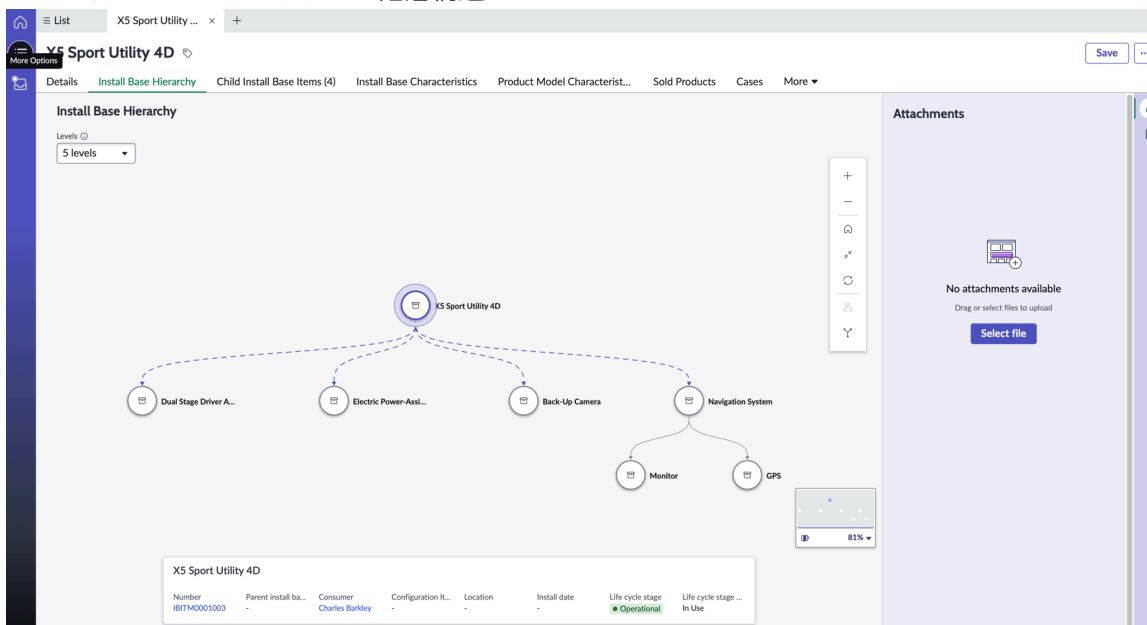 List
X5 Sport Utility ...
X5 Sport Utility 4D
Save
More Options
Details Install Base Hierarchy Child Install Base Items (4) Install Base Characteristics Product Model Characterist... Sold Products Cases More
Install Base Hierarchy
Levels
5 levels
X5 Sport Utility 4D
Dual Stage Driver A...
Electric Power-Assi...
Back-Up Camera
Navigation System
Monitor
GPS
81%
X5 Sport Utility 4D
Number Parent install ba... Consumer Configuration It... Location Install date Life cycle stage Life cycle stage ...
IBITM0001003 - Charles Barkley - - - Operational In Use
Attachments
No attachments available
Drag or select files to upload
Select file